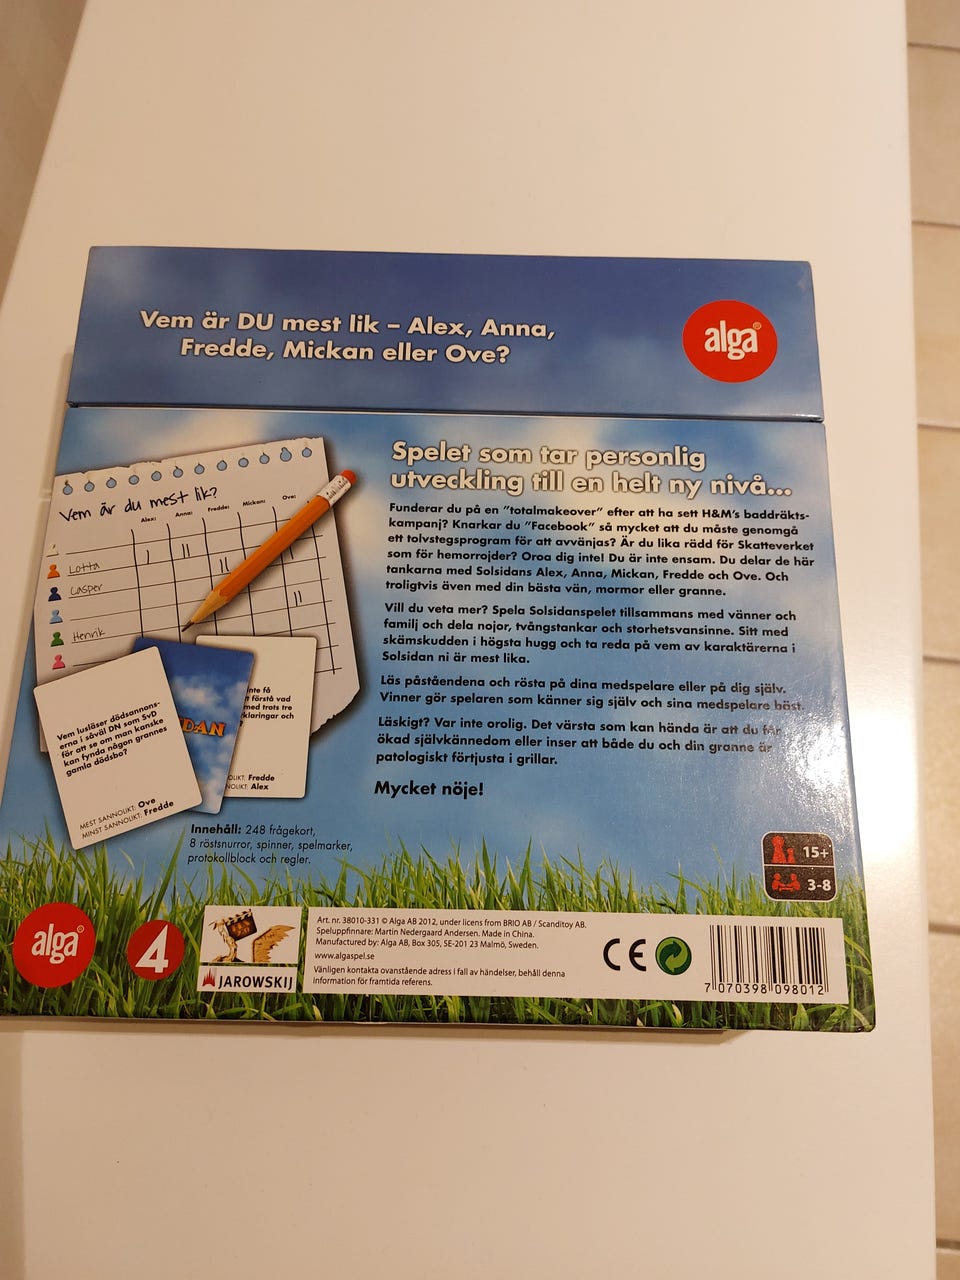 Vem är DU mest lik – Alex, Anna,
Fredde, Mickan eller Ove?
alga®
Spelet som tar personlig
utveckling till en helt ny nivå...
Funderar du på en ”totalmakeover” efter att ha sett H&M’s baddräkts-
kampanj? Knarkar du ”Facebook” så mycket att du måste genomgå
ett tolvstegsprogram för att avvänjas? Är du lika rädd för Skatteverket
som för hemorrojder? Oroa dig inte! Du är inte ensam. Du delar de här
tankarna med Solsidans Alex, Anna, Mickan, Fredde och Ove. Och
troligtvis även med din bästa vän, mormor eller granne.
Vill du veta mer? Spela Solsidanspelet tillsammans med vänner och
familj och dela nojor, tvångstankar och storhetsvansinne. Sitt med
skämskudden i högsta hugg och ta reda på vem av karaktärerna i
Solsidan ni är mest lika.
Läs påståendena och rösta på dina medspelare eller på dig själv.
Vinner gör spelaren som känner sig själv och sina medspelare bäst.
Läskigt? Var inte orolig. Det värsta som kan hända är att du får
ökad självkännedom eller inser att både du och din granne är
patologiskt förtjusta i grillar.
Mycket nöje!
Vem är du mest lik?
Alex: Anna: Fredde: Mickan: Ove:
Lotta
Casper
Henrik
Vem lusläser dödsannons-
erna i såväl DN som SvD
för att se om man kanske
kan fynda någon grannes
gamla dödsbo?
MEST SANNOLIKT: Ove
MINST SANNOLIKT: Fredde
DAN
inte få
förstå vad
med trots tre
klaringar och
OLIKT: Fredde
NOLIKT: Alex
Innehåll: 248 frågekort,
8 röstsnurror, spinner, spelmarker,
protokollblock och regler.
15+
3-8
alga®
4
JAROWSKIJ
Art. nr. 38010-331 © Alga AB 2012, under licens from BRIO AB / Scanditoy AB.
Speluppfinnare: Martin Nedergaard Andersen. Made in China.
Manufactured by: Alga AB, Box 305, SE-201 23 Malmö, Sweden.
www.algaspel.se
Vänligen kontakta ovanstående adress i fall av händelser, behåll denna
information för framtida referens.
CE
7 070398 098012